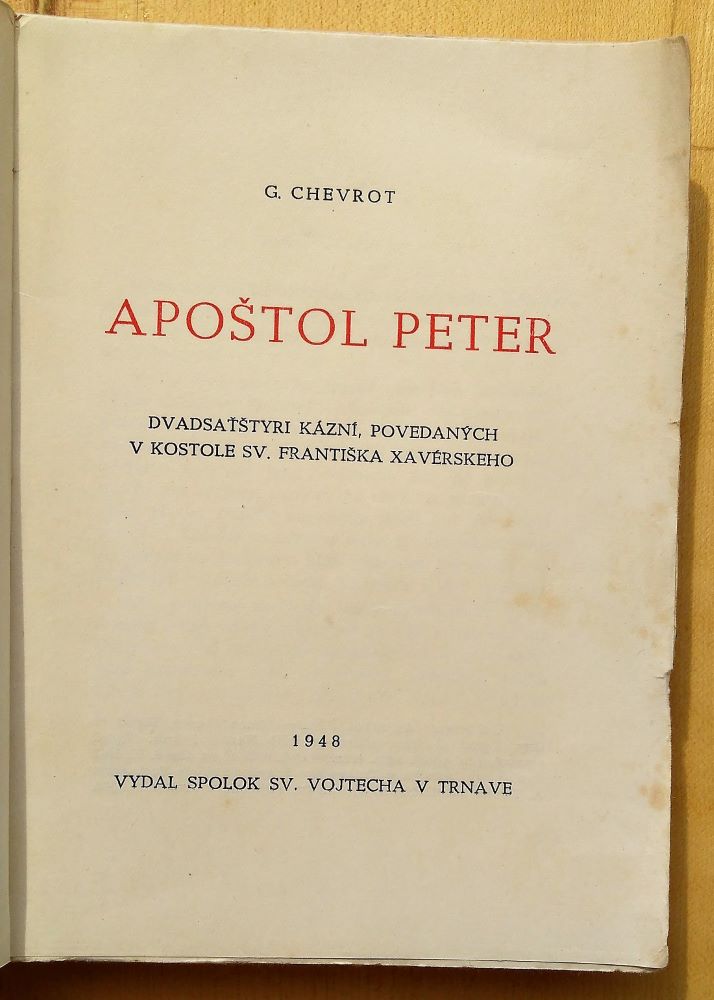 G. CHEVROT
APOŠTOL PETER
DVADSAŤŠTYRI KÁZNÍ, POVEDANÝCH
V KOSTOLE SV. FRANTIŠKA XAVÉRSKEHO
1948
VYDAL SPOLOK SV. VOJTECHA V TRNAVE